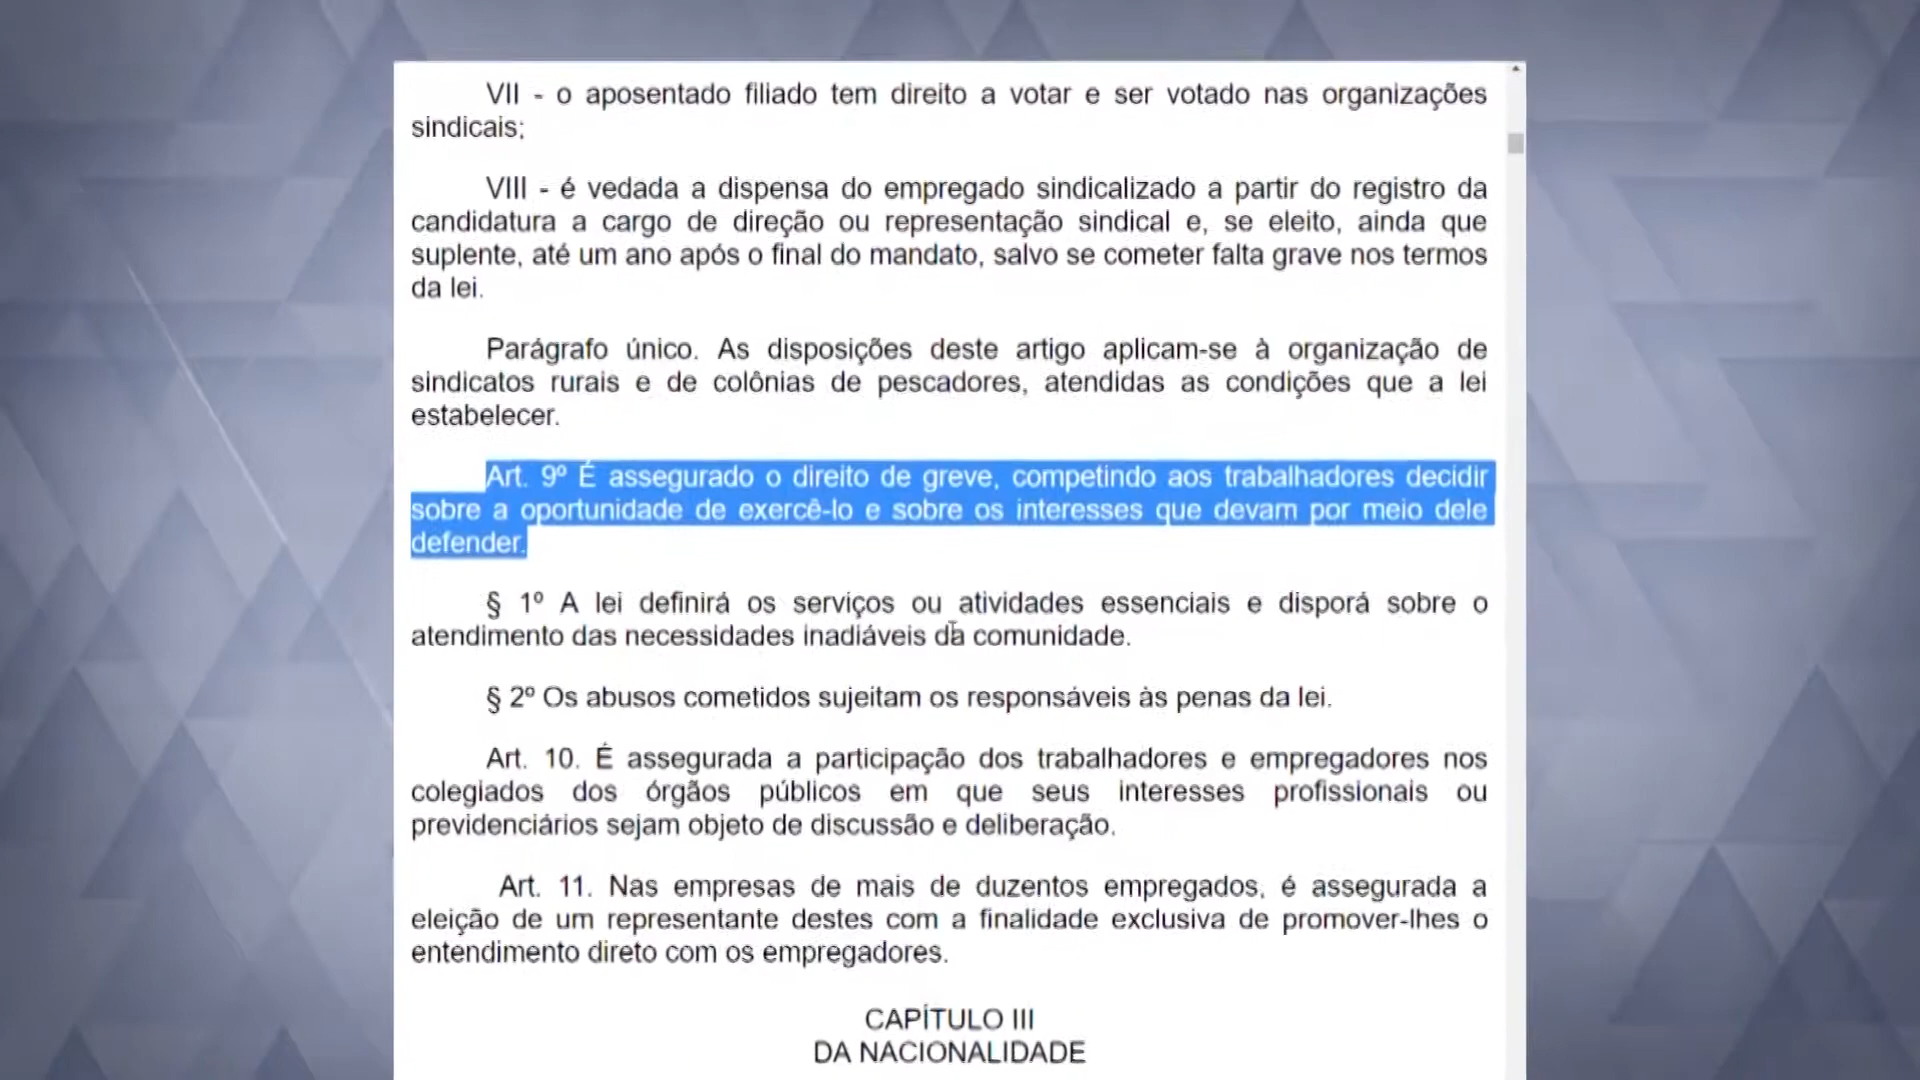 VII - o aposentado filiado tem direito a votar e ser votado nas organizações
sindicais;
VIII - é vedada a dispensa do empregado sindicalizado a partir do registro da
candidatura a cargo de direção ou representação sindical e, se eleito, ainda que
suplente, até um ano após o final do mandato, salvo se cometer falta grave nos termos
da lei.
Parágrafo único. As disposições deste artigo aplicam-se à organização de
sindicatos rurais e de colônias de pescadores, atendidas as condições que a lei
estabelecer.
Art. 9º É assegurado o direito de greve, competindo aos trabalhadores decidir
sobre a oportunidade de exercê-lo e sobre os interesses que devam por meio dele
defender.
§ 1º A lei definirá os serviços ou atividades essenciais e disporá sobre o
atendimento das necessidades inadiáveis da comunidade.
§ 2º Os abusos cometidos sujeitam os responsáveis às penas da lei.
Art. 10. É assegurada a participação dos trabalhadores e empregadores nos
colegiados dos órgãos públicos em que seus interesses profissionais ou
previdenciários sejam objeto de discussão e deliberação.
Art. 11. Nas empresas de mais de duzentos empregados, é assegurada a
eleição de um representante destes com a finalidade exclusiva de promover-lhes o
entendimento direto com os empregadores.
CAPÍTULO III
DA NACIONALIDADE